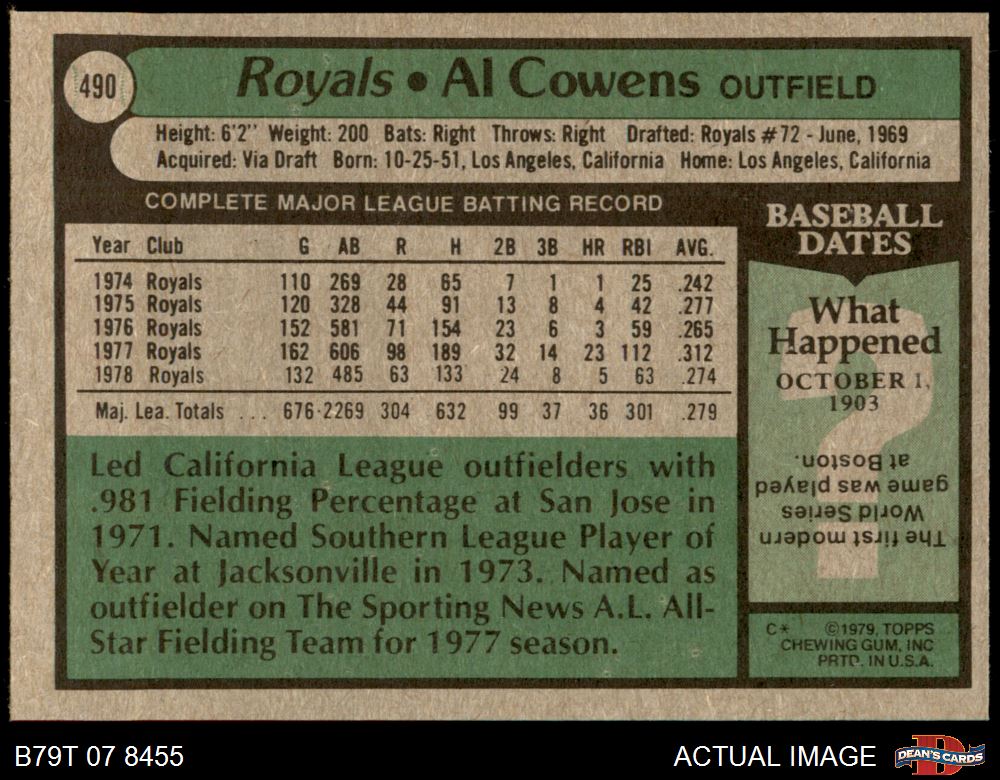 490
Royals • Al Cowens OUTFIELD
Height: 6'2" Weight: 200 Bats: Right Throws: Right Drafted: Royals #72 - June, 1969
Acquired: Via Draft Born: 10-25-51, Los Angeles, California Home: Los Angeles, California
COMPLETE MAJOR LEAGUE BATTING RECORD
Year Club G AB R H 2B 3B HR RBI AVG.
1974 Royals 110 269 28 65 7 1 1 25 .242
1975 Royals 120 328 44 91 13 8 4 42 .277
1976 Royals 152 581 71 154 23 6 3 59 .265
1977 Royals 162 606 98 189 32 14 23 112 .312
1978 Royals 132 485 63 133 24 8 5 63 .274
Maj. Lea. Totals ... 676 2269 304 632 99 37 36 301 .279
Led California League outfielders with
.981 Fielding Percentage at San Jose in
1971. Named Southern League Player of
Year at Jacksonville in 1973. Named as
outfielder on The Sporting News A.L. All-
Star Fielding Team for 1977 season.
BASEBALL
DATES
What
Happened
OCTOBER 1,
1903
?
The first modern
World Series
game was played
at Boston.
C* ©1979, TOPPS
CHEWING GUM, INC
PRTD. IN U.S.A.
B79T 07 8455
ACTUAL IMAGE
D
DEAN'S CARDS